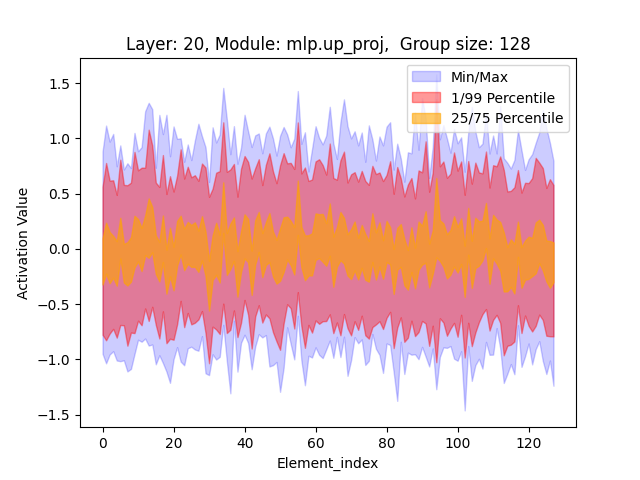 Layer: 20, Module: mlp.up_proj,  Group size: 128
Min/Max
1/99 Percentile
25/75 Percentile
Activation Value
1.5
1.0
0.5
0.0
−0.5
−1.0
−1.5
0 20 40 60 80 100 120
Element_index